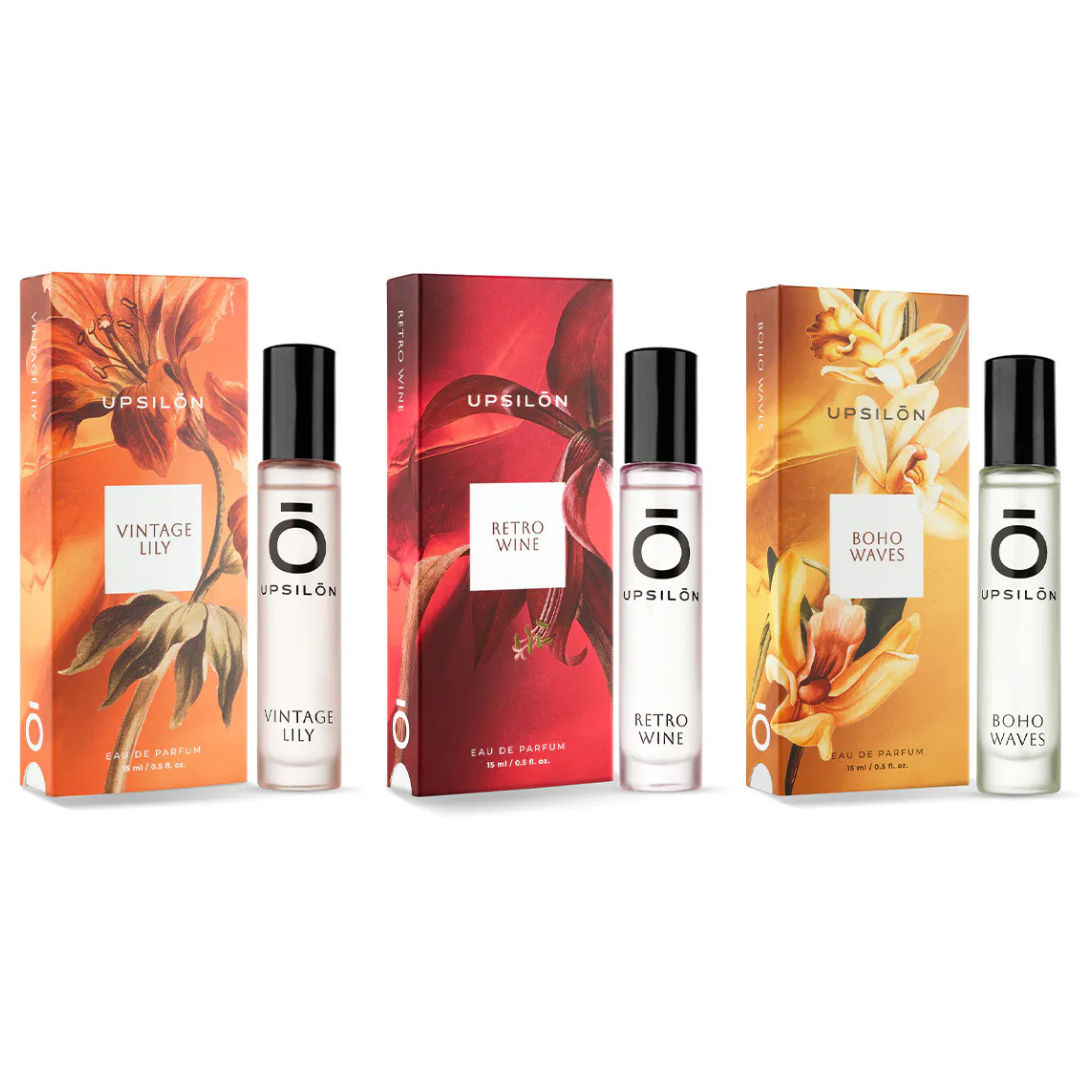 VINTAGE LILY
UPSILŌN
VINTAGE
LILY
EAU DE PARFUM
15 ml / 0.5 fl. oz.
Ō
Ō
UPSILŌN
VINTAGE
LILY
RETRO WINE
UPSILŌN
RETRO
WINE
EAU DE PARFUM
15 ml / 0.5 fl. oz.
Ō
Ō
UPSILŌN
RETRO
WINE
BOHO WAVES
UPSILŌN
BOHO
WAVES
EAU DE PARFUM
15 ml / 0.5 fl. oz.
Ō
Ō
UPSILŌN
BOHO
WAVES